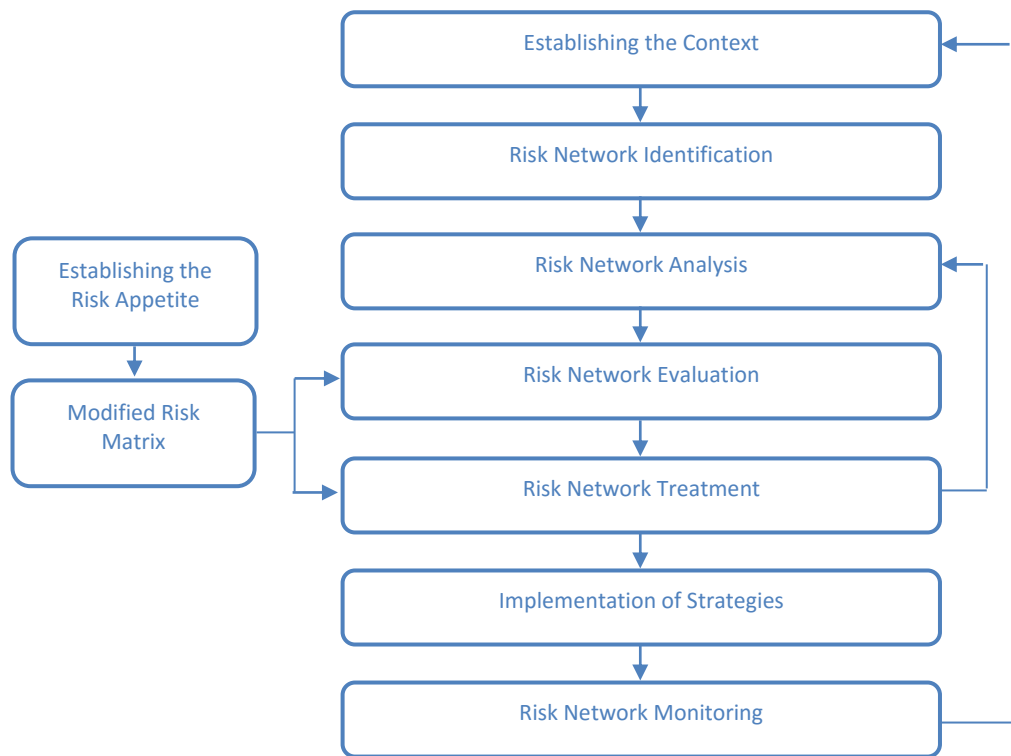 Establishing the Context
Risk Network Identification
Risk Network Analysis
Establishing the
Risk Appetite
Risk Network Evaluation
Modified Risk
Matrix
Risk Network Treatment
Implementation of Strategies
Risk Network Monitoring